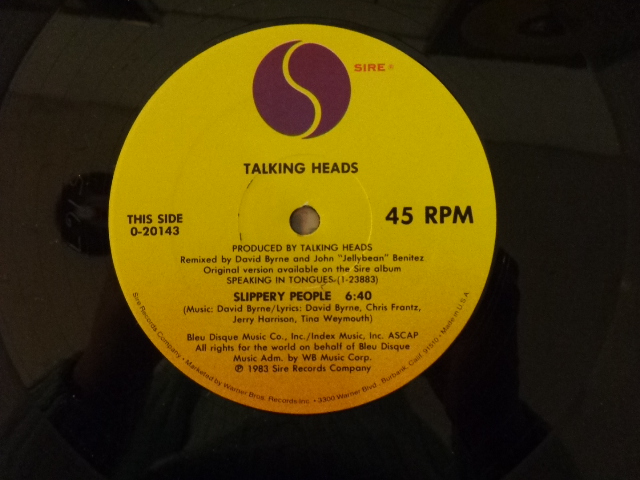 SIRE ®
TALKING HEADS
THIS SIDE
0-20143
45 RPM
PRODUCED BY TALKING HEADS
Remixed by David Byrne and John "Jellybean" Benitez
Original version available on the Sire album
SPEAKING IN TONGUES (1-23883)
SLIPPERY PEOPLE 6:40
(Music: David Byrne/Lyrics: David Byrne, Chris Frantz,
Jerry Harrison, Tina Weymouth)
Bleu Disque Music Co., Inc./Index Music, Inc. ASCAP
All rights for the world on behalf of Bleu Disque
Music Adm. by WB Music Corp.
℗ 1983 Sire Records Company
Sire Records Company • Marketed by Warner Bros. Records Inc. • 3300 Warner Blvd., Burbank, Calif. 91510 • Made in U.S.A.